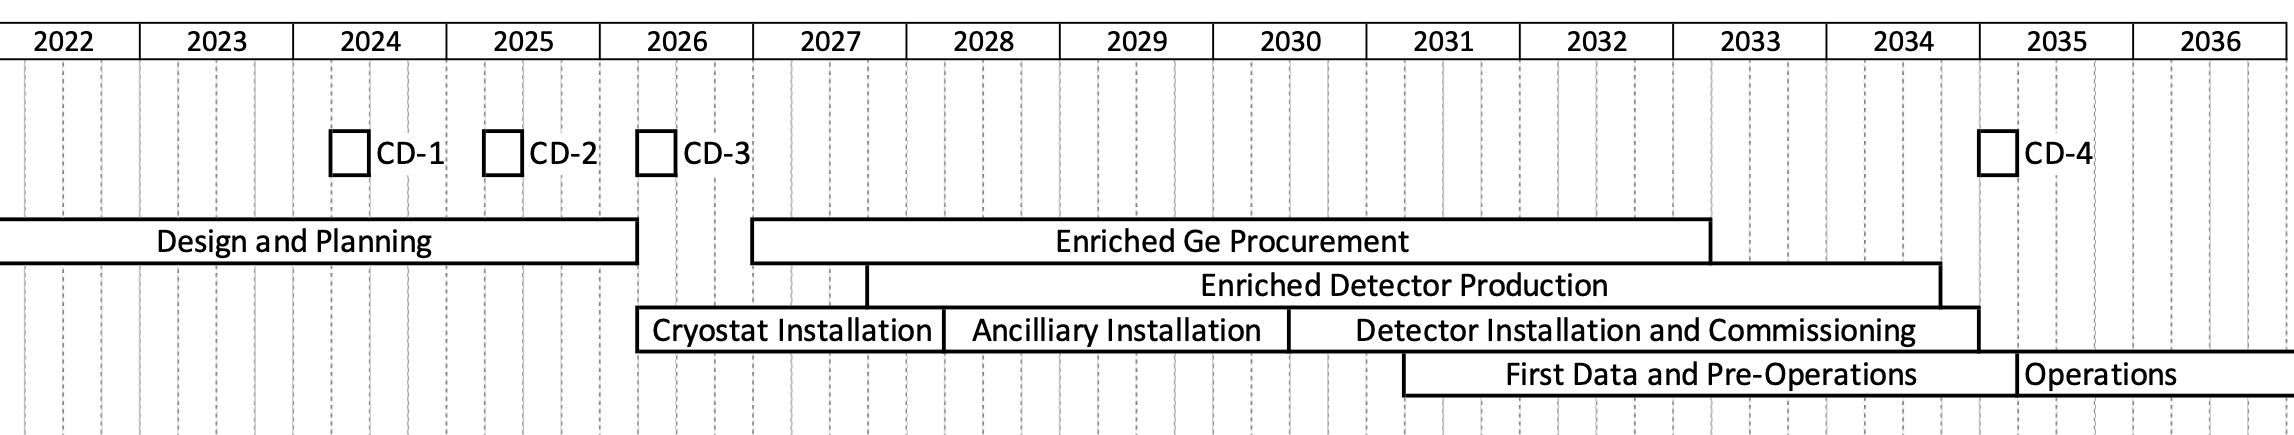 2022 2023 2024 2025 2026 2027 2028 2029 2030 2031 2032 2033 2034 2035 2036
CD-1 CD-2 CD-3 CD-4
Design and Planning Enriched Ge Procurement
Enriched Detector Production
Cryostat Installation Ancilliary Installation Detector Installation and Commissioning
First Data and Pre-Operations Operations